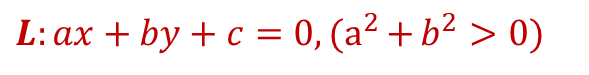 L: ax + by + c = 0, (a² + b² > 0)